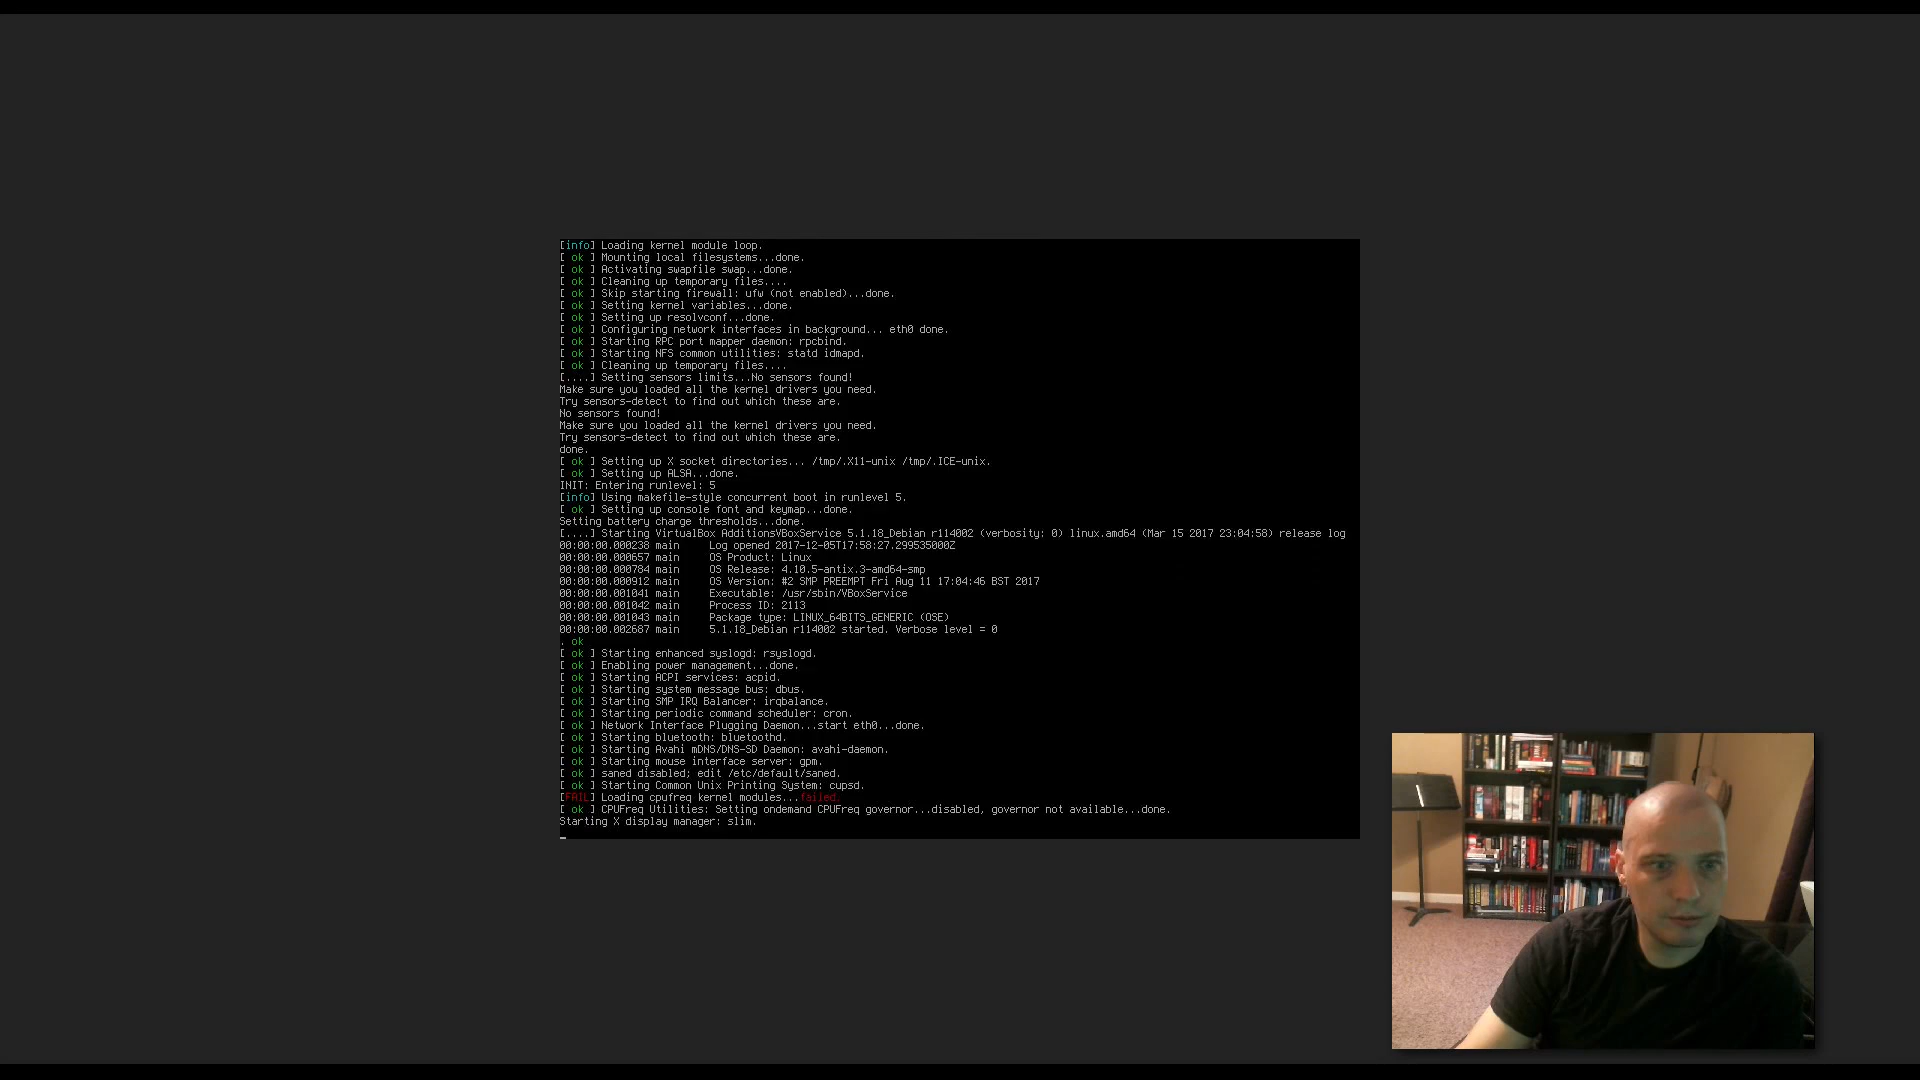 [info] Loading kernel module loop.
[ ok ] Mounting local filesystems...done.
[ ok ] Activating swapfile swap...done.
[ ok ] Cleaning up temporary files....
[ ok ] Skip starting firewall: ufw (not enabled)...done.
[ ok ] Setting kernel variables...done.
[ ok ] Setting up resolvconf...done.
[ ok ] Configuring network interfaces in background... eth0 done.
[ ok ] Starting RPC port mapper daemon: rpcbind.
[ ok ] Starting NFS common utilities: statd idmapd.
[ ok ] Cleaning up temporary files....
[....] Setting sensors limits...No sensors found!
Make sure you loaded all the kernel drivers you need.
Try sensors-detect to find out which these are.
No sensors found!
Make sure you loaded all the kernel drivers you need.
Try sensors-detect to find out which these are.
done.
[ ok ] Setting up X socket directories... /tmp/.X11-unix /tmp/.ICE-unix.
[ ok ] Setting up ALSA...done.
INIT: Entering runlevel: 5
[info] Using makefile-style concurrent boot in runlevel 5.
[ ok ] Setting up console font and keymap...done.
Setting battery charge thresholds...done.
[....] Starting VirtualBox AdditionsVBoxService 5.1.18_Debian r114002 (verbosity: 0) linux.amd64 (Mar 15 2017 23:04:58) release log
00:00:00.000238 main     Log opened 2017-12-05T17:58:27.299535000Z
00:00:00.000657 main     OS Product: Linux
00:00:00.000784 main     OS Release: 4.10.5-antix.3-amd64-smp
00:00:00.000912 main     OS Version: #2 SMP PREEMPT Fri Aug 11 17:04:46 BST 2017
00:00:00.001041 main     Executable: /usr/sbin/VBoxService
00:00:00.001042 main     Process ID: 2113
00:00:00.001043 main     Package type: LINUX_64BITS_GENERIC (OSE)
00:00:00.002687 main     5.1.18_Debian r114002 started. Verbose level = 0
. ok
[ ok ] Starting enhanced syslogd: rsyslogd.
[ ok ] Enabling power management...done.
[ ok ] Starting ACPI services: acpid.
[ ok ] Starting system message bus: dbus.
[ ok ] Starting SMP IRQ Balancer: irqbalance.
[ ok ] Starting periodic command scheduler: cron.
[ ok ] Network Interface Plugging Daemon...start eth0...done.
[ ok ] Starting bluetooth: bluetoothd.
[ ok ] Starting Avahi mDNS/DNS-SD Daemon: avahi-daemon.
[ ok ] Starting mouse interface server: gpm.
[ ok ] saned disabled; edit /etc/default/saned.
[ ok ] Starting Common Unix Printing System: cupsd.
[FAIL] Loading cpufreq kernel modules...failed.
[ ok ] CPUFreq Utilities: Setting ondemand CPUFreq governor...disabled, governor not available...done.
Starting X display manager: slim.